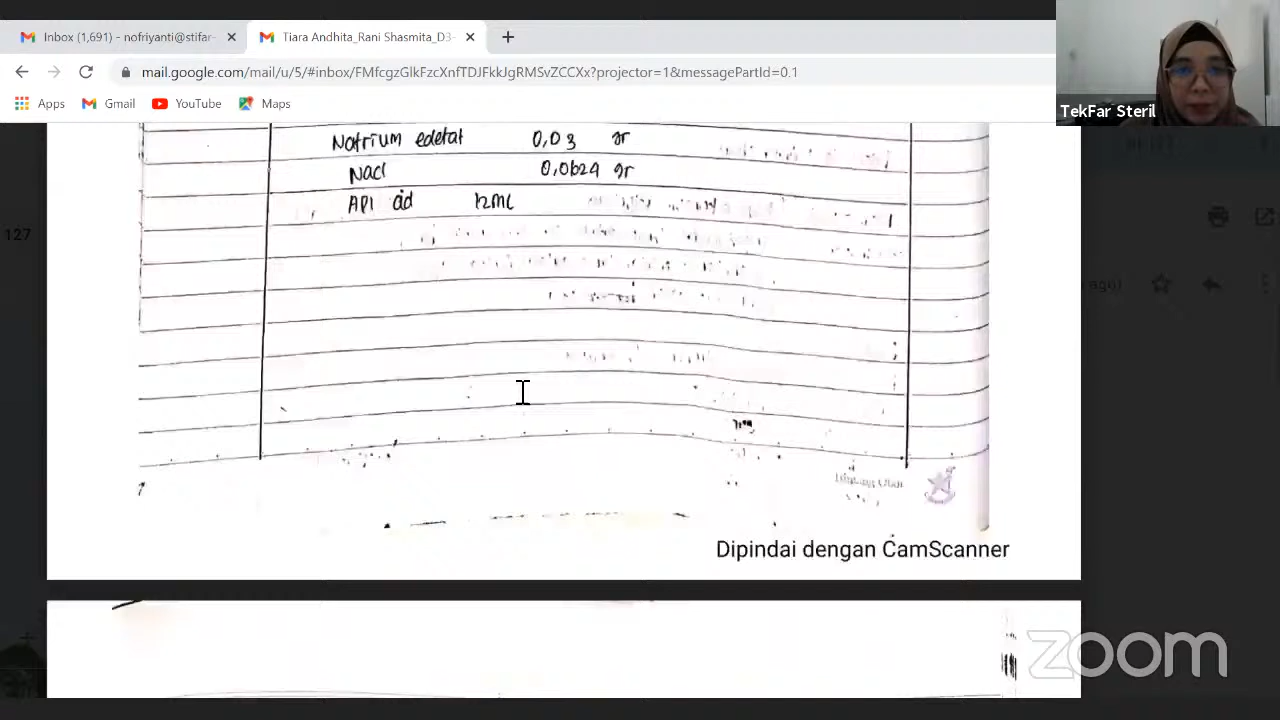 Inbox (1,691) - nofriyanti@stifar-
Tiara Andhita_Rani Shasmita_D3-
mail.google.com/mail/u/5/#inbox/FMfcgzGlkFzcXnfTDJFkkJgRMSvZCCXx?projector=1&messagePartId=0.1
Apps Gmail YouTube Maps
TekFar Steril
Natrium edetat 0,03 gr
Nacl 0,0624 gr
API ad 12ml
127
ago)
Dipindai dengan CamScanner
zoom